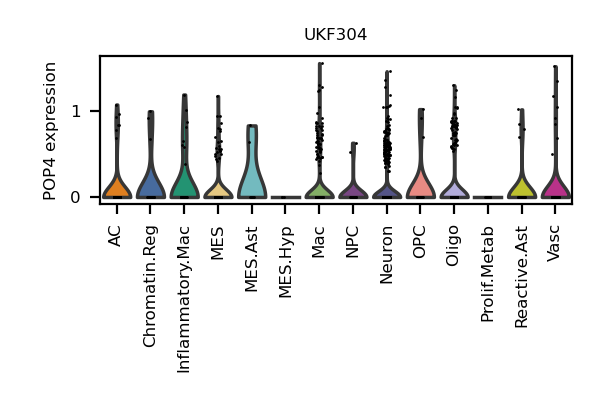 UKF304
POP4 expression
1
0
AC
Chromatin.Reg
Inflammatory.Mac
MES
MES.Ast
MES.Hyp
Mac
NPC
Neuron
OPC
Oligo
Prolif.Metab
Reactive.Ast
Vasc